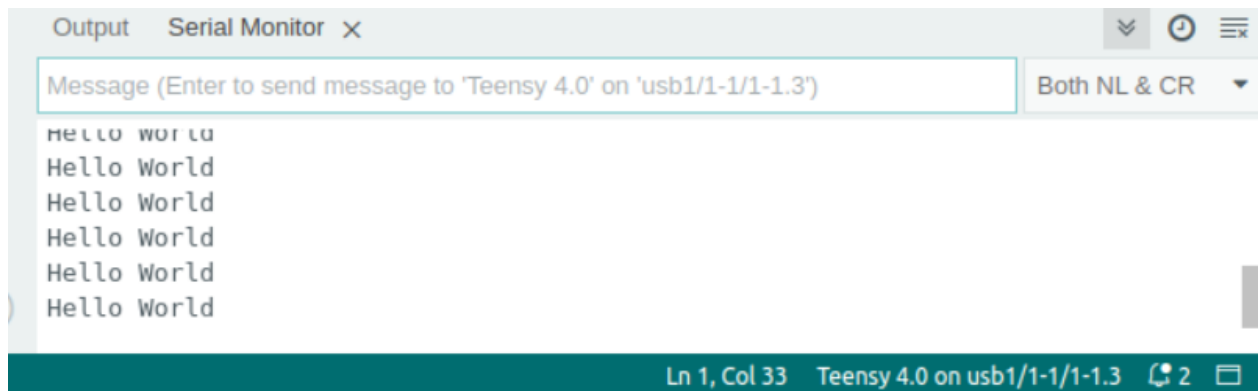 Output Serial Monitor
Message (Enter to send message to 'Teensy 4.0' on 'usb1/1-1/1-1.3') Both NL & CR
Hello World
Hello World
Hello World
Hello World
Hello World
Hello World
Ln 1, Col 33 Teensy 4.0 on usb1/1-1/1-1.3 2